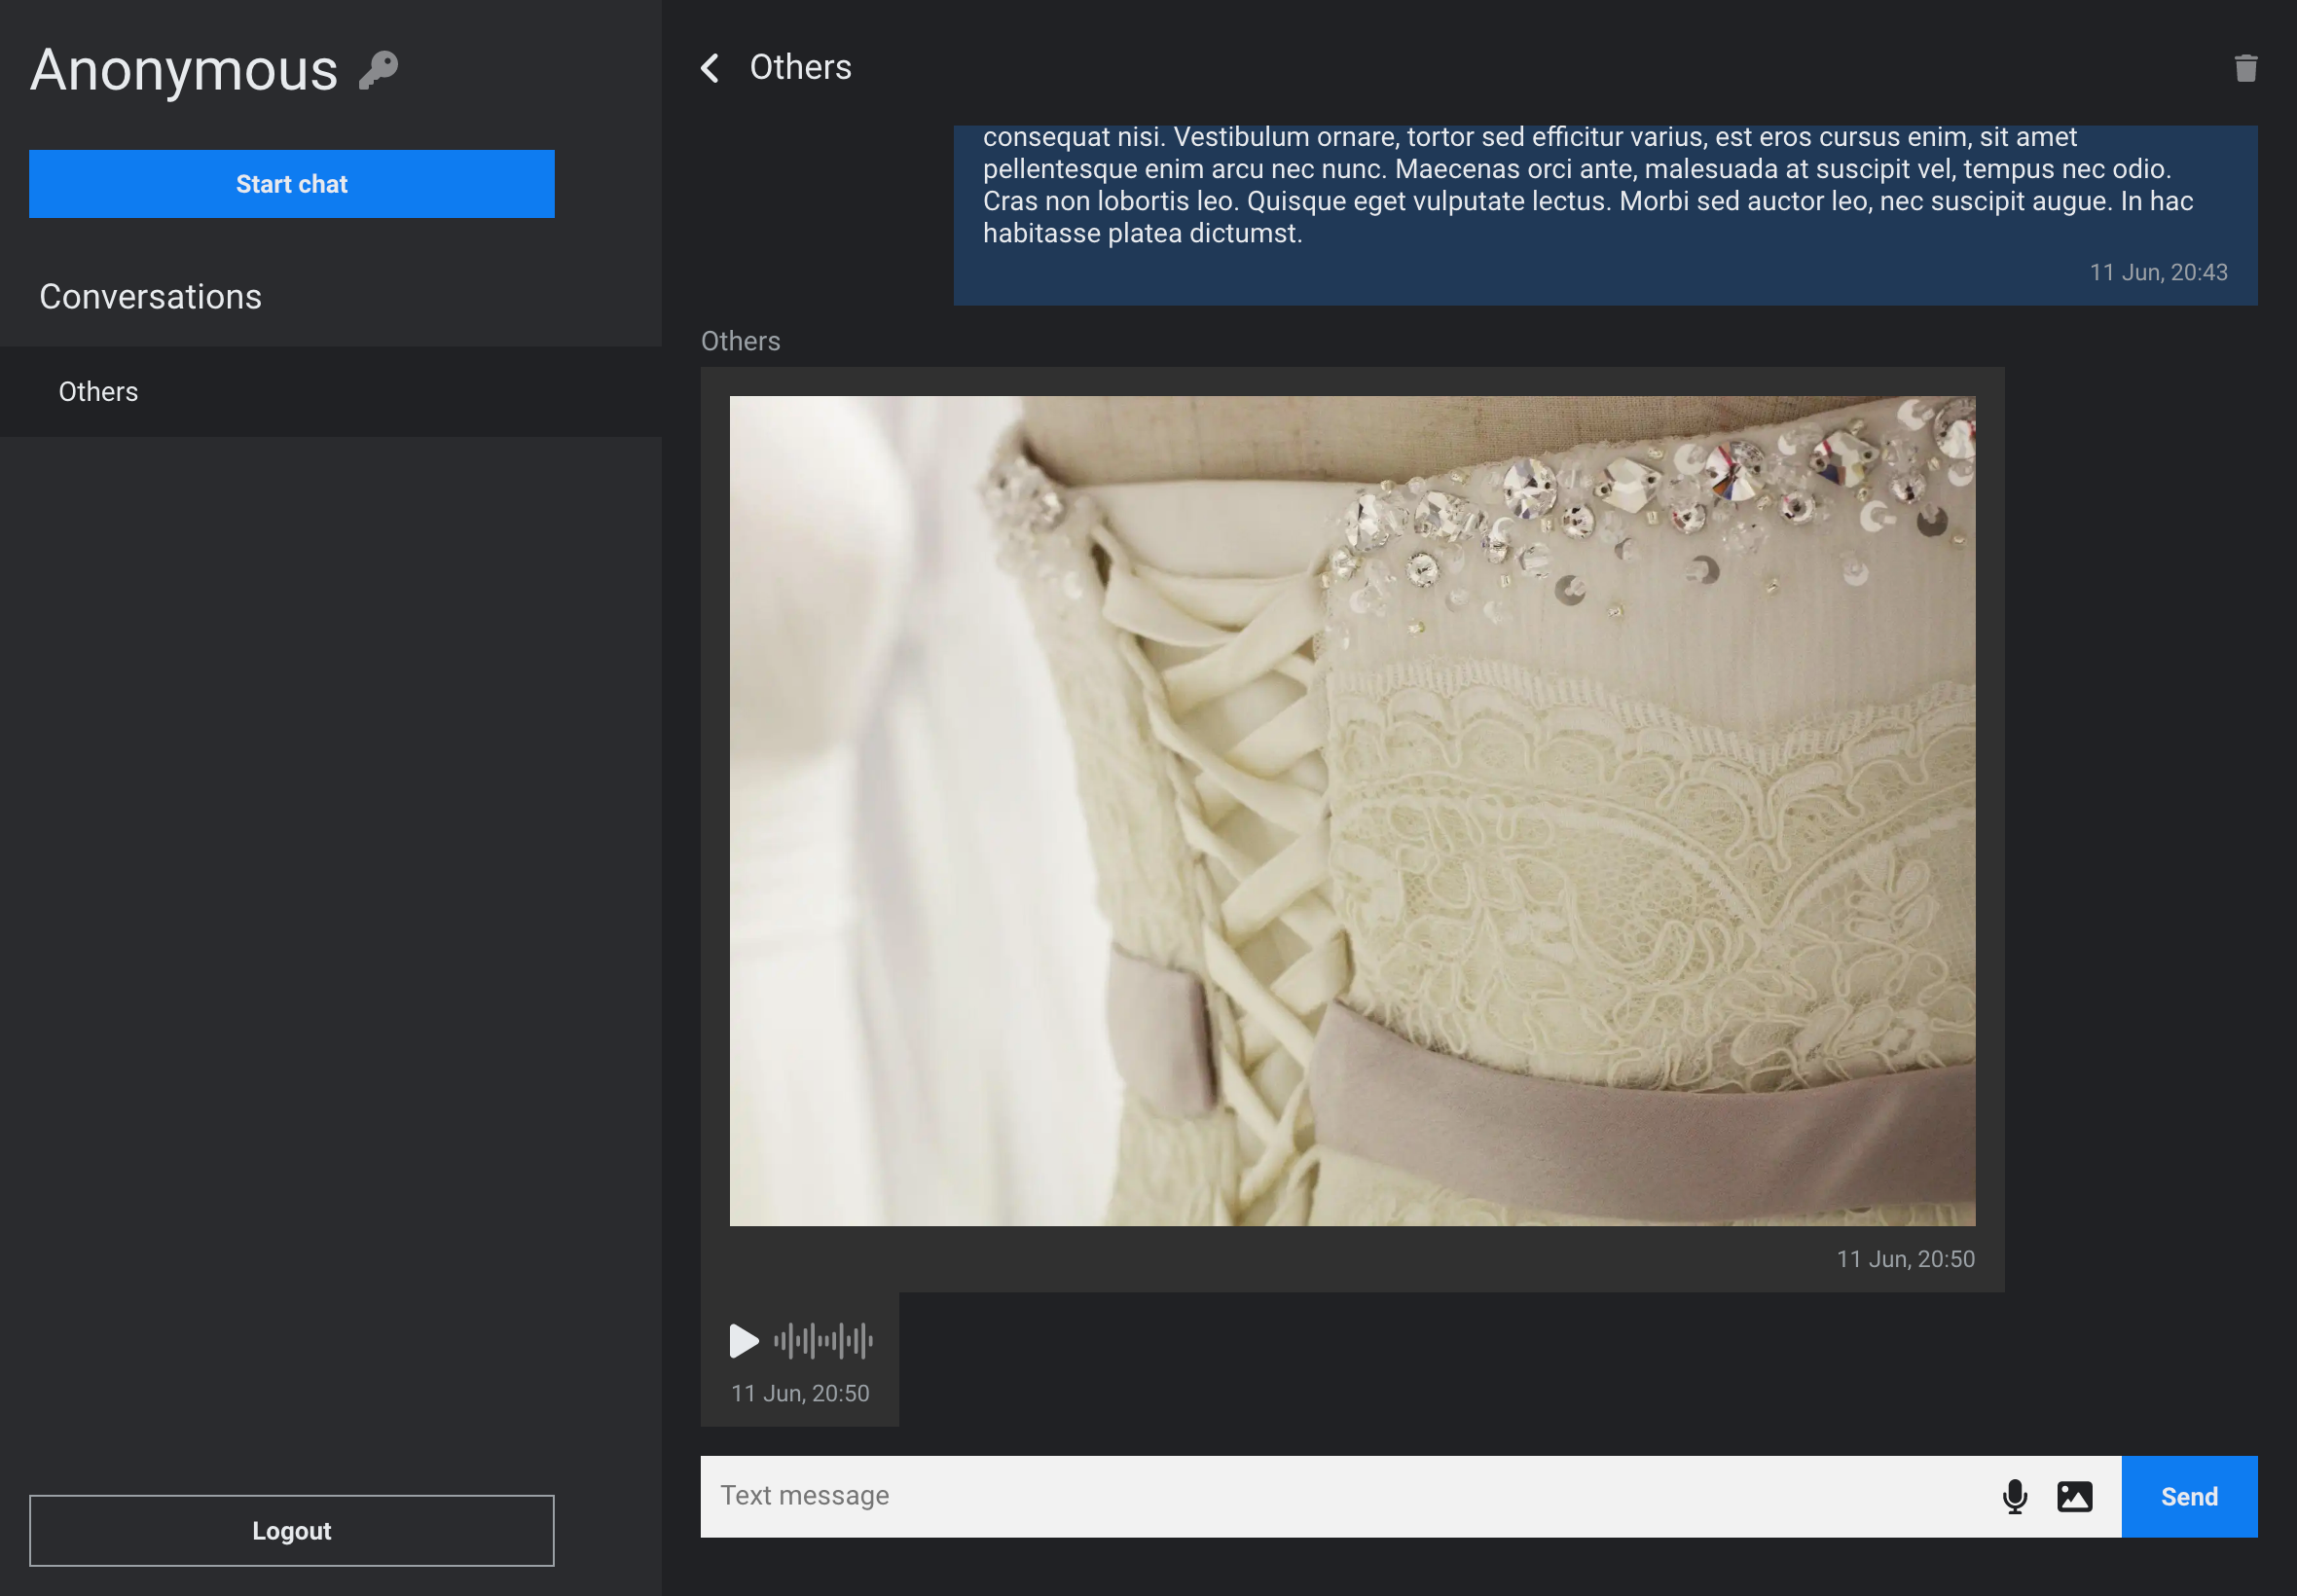 Anonymous
Start chat
Conversations
Others
Logout
Others
consequat nisi. Vestibulum ornare, tortor sed efficitur varius, est eros cursus enim, sit amet
pellentesque enim arcu nec nunc. Maecenas orci ante, malesuada at suscipit vel, tempus nec odio.
Cras non lobortis leo. Quisque eget vulputate lectus. Morbi sed auctor leo, nec suscipit augue. In hac
habitasse platea dictumst.
11 Jun, 20:43
Others
11 Jun, 20:50
11 Jun, 20:50
Text message
Send